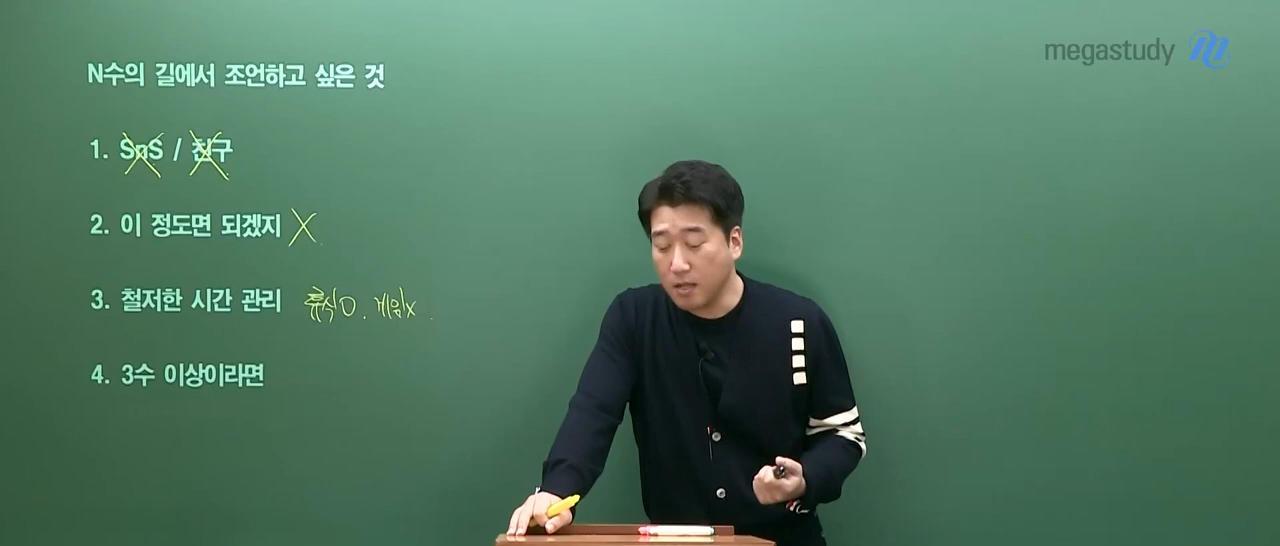 megastudy
N수의 길에서 조언하고 싶은 것
1. SnS / 친구
2. 이 정도면 되겠지 X
3. 철저한 시간 관리 휴식O. 게임x.
4. 3수 이상이라면